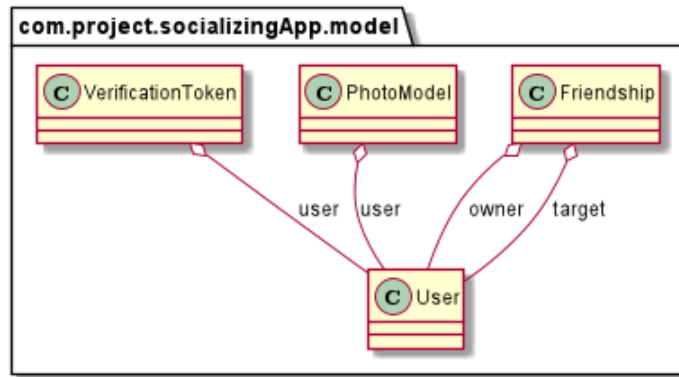 com.project.socializingApp.model
C VerificationToken
C PhotoModel
C Friendship
user
user
owner
target
C User